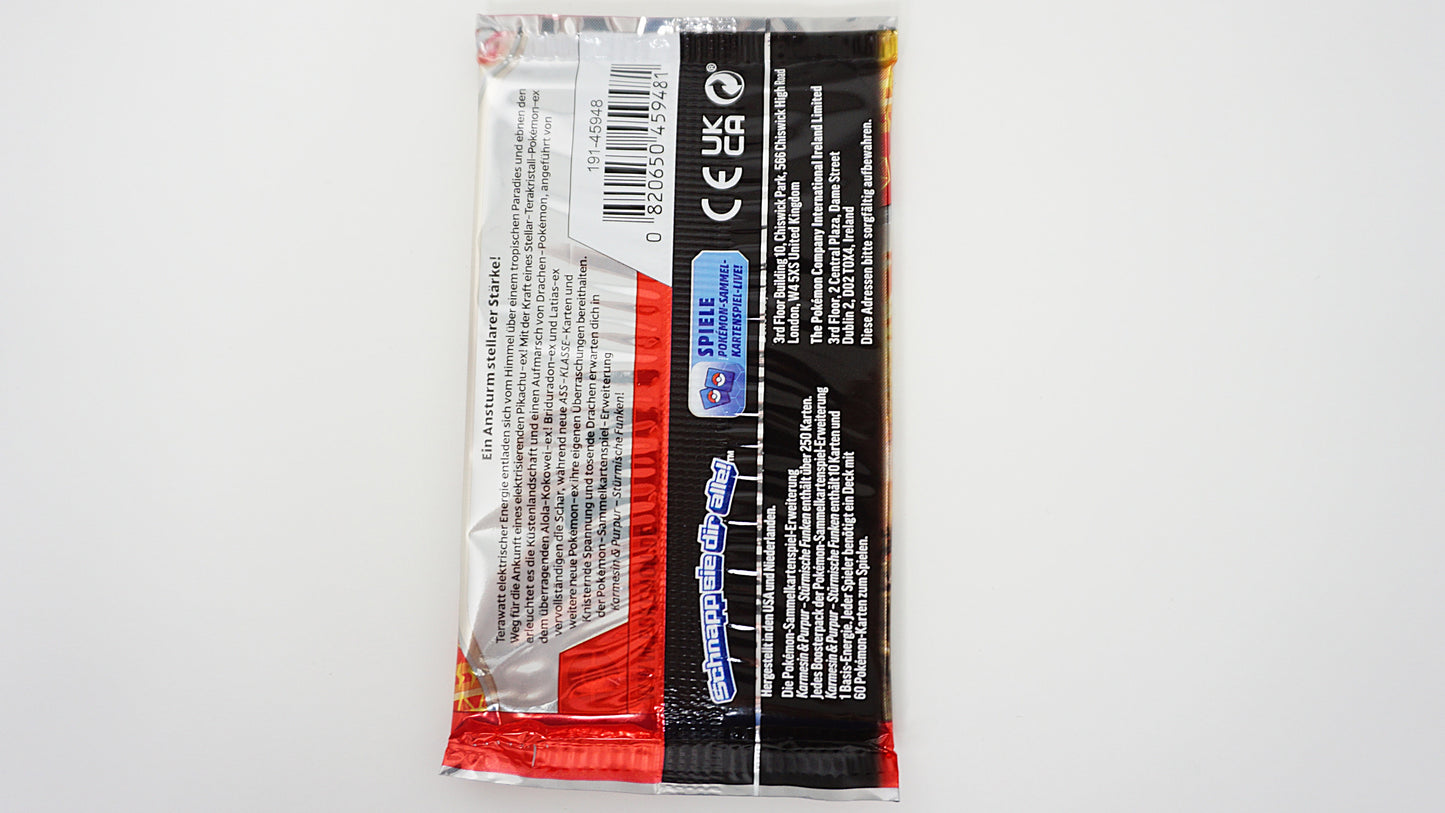 Ein Ansturm stellarer Stärke!
Terawatt elektrischer Energie entladen sich vom Himmel über einem tropischen Paradies und ebnen den
Weg für die Ankunft eines elektrisierenden Pikachu-ex! Mit der Kraft eines Stellar-Terakristall-Pokémon-ex
erleuchtet es die Küstenlandschaft und einen Aufmarsch von Drachen-Pokémon, angeführt von
dem überragenden Alola-Kokowei-ex! Briduradon-ex und Latias-ex
vervollständigen die Schar, während neue ASS-KLASSE-Karten und
weitere neue Pokémon-ex ihre eigenen Überraschungen bereithalten.
Knisternde Spannung und tosende Drachen erwarten dich in
der Pokémon-Sammelkartenspiel-Erweiterung
Karmesin & Purpur – Stürmische Funken!
191-45948
0 820650 459481
Schnapp sie dir alle!™
SPIELE
POKÉMON-SAMMEL-
KARTENSPIEL-LIVE!
CE UK
CA ®
Hergestellt in den USA und Niederlanden.
Die Pokémon-Sammelkartenspiel-Erweiterung
Karmesin & Purpur – Stürmische Funken enthält über 250 Karten.
Jedes Boosterpack der Pokémon-Sammelkartenspiel-Erweiterung
Karmesin & Purpur – Stürmische Funken enthält 10 Karten und
1 Basis-Energie. Jeder Spieler benötigt ein Deck mit
60 Pokémon-Karten zum Spielen.
3rd Floor Building 10, Chiswick Park, 566 Chiswick High Road
London, W4 5XS United Kingdom
The Pokémon Company International Ireland Limited
3rd Floor, 2 Central Plaza, Dame Street
Dublin 2, D02 T0X4, Ireland
Diese Adressen bitte sorgfältig aufbewahren.